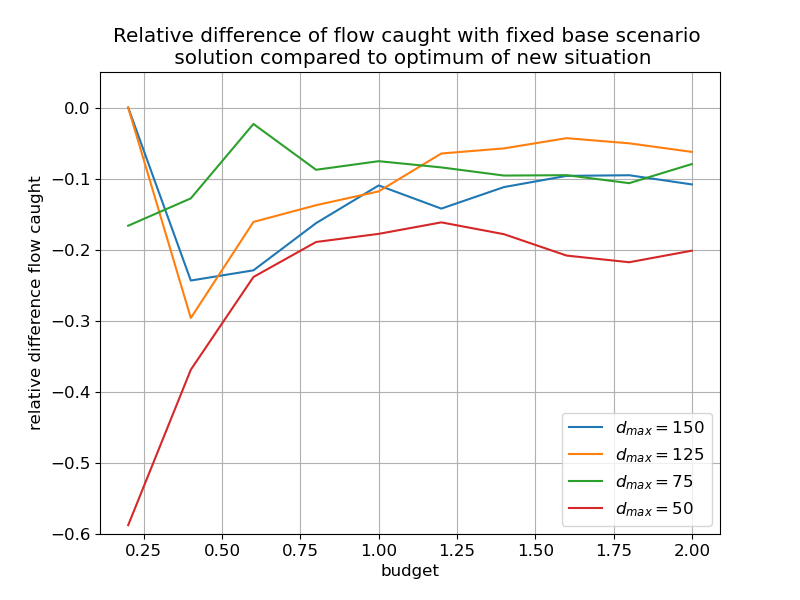 Relative difference of flow caught with fixed base scenario
solution compared to optimum of new situation
relative difference flow caught
0.0
−0.1
−0.2
−0.3
−0.4
−0.5
−0.6
d_max = 150
d_max = 125
d_max = 75
d_max = 50
0.25 0.50 0.75 1.00 1.25 1.50 1.75 2.00
budget